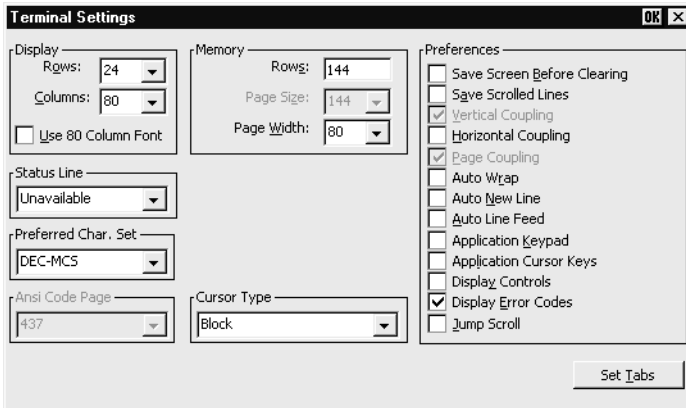 Terminal Settings
OK
Display
Rows: 24
Columns: 80
Use 80 Column Font
Memory
Rows: 144
Page Size: 144
Page Width: 80
Status Line
Unavailable
Preferred Char. Set
DEC-MCS
Ansi Code Page
437
Cursor Type
Block
Preferences
Save Screen Before Clearing
Save Scrolled Lines
Vertical Coupling
Horizontal Coupling
Page Coupling
Auto Wrap
Auto New Line
Auto Line Feed
Application Keypad
Application Cursor Keys
Display Controls
Display Error Codes
Jump Scroll
Set Tabs